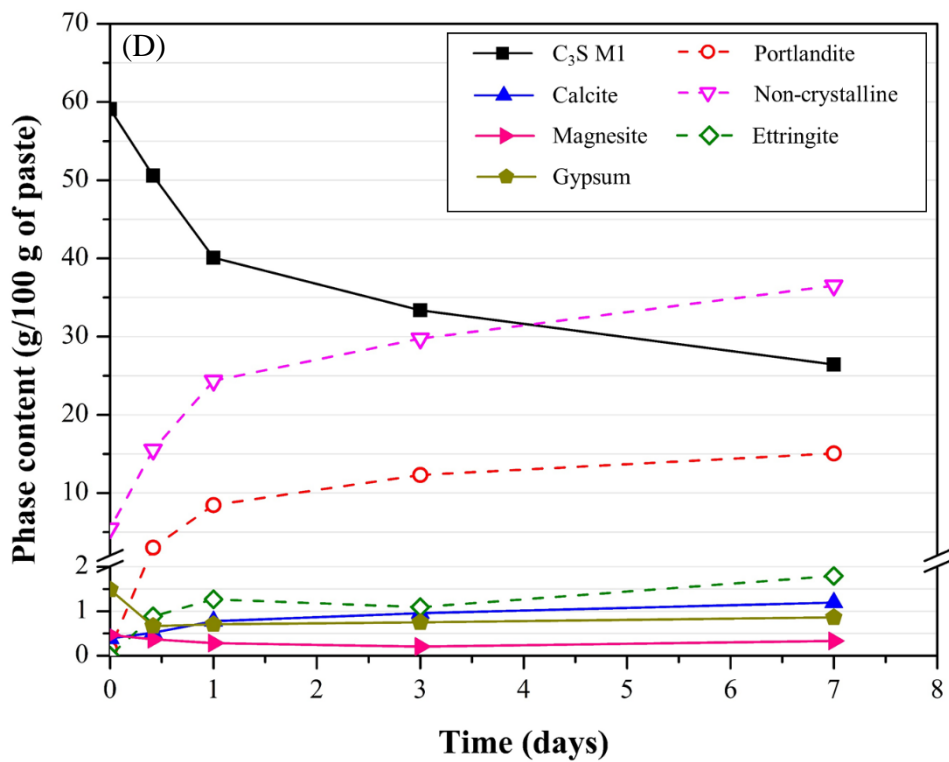 (D)
C₃S M1
Portlandite
Calcite
Non-crystalline
Magnesite
Ettringite
Gypsum
Phase content (g/100 g of paste)
70
60
50
40
30
20
10
2
1
0
0 1 2 3 4 5 6 7 8
Time (days)